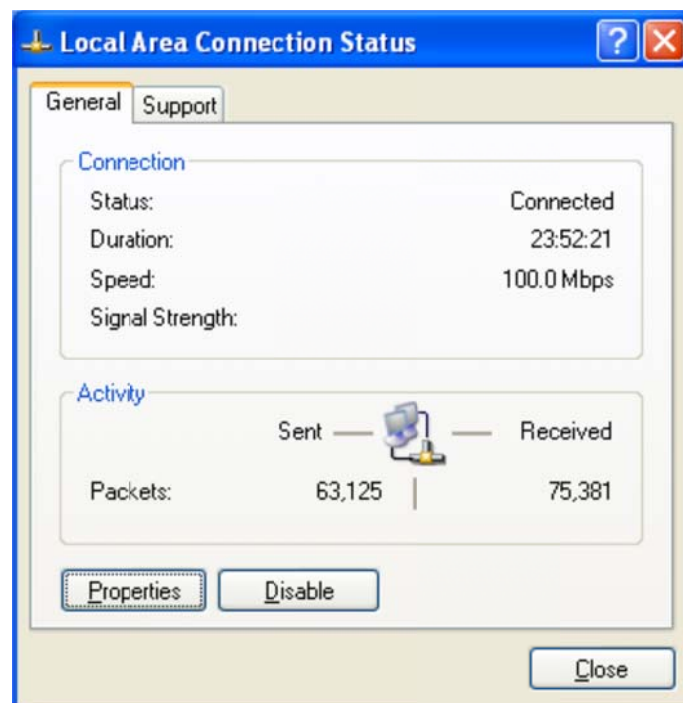 Local Area Connection Status
General Support
Connection
Status: Connected
Duration: 23:52:21
Speed: 100.0 Mbps
Signal Strength:
Activity
Sent Received
Packets: 63,125 75,381
Properties Disable
Close